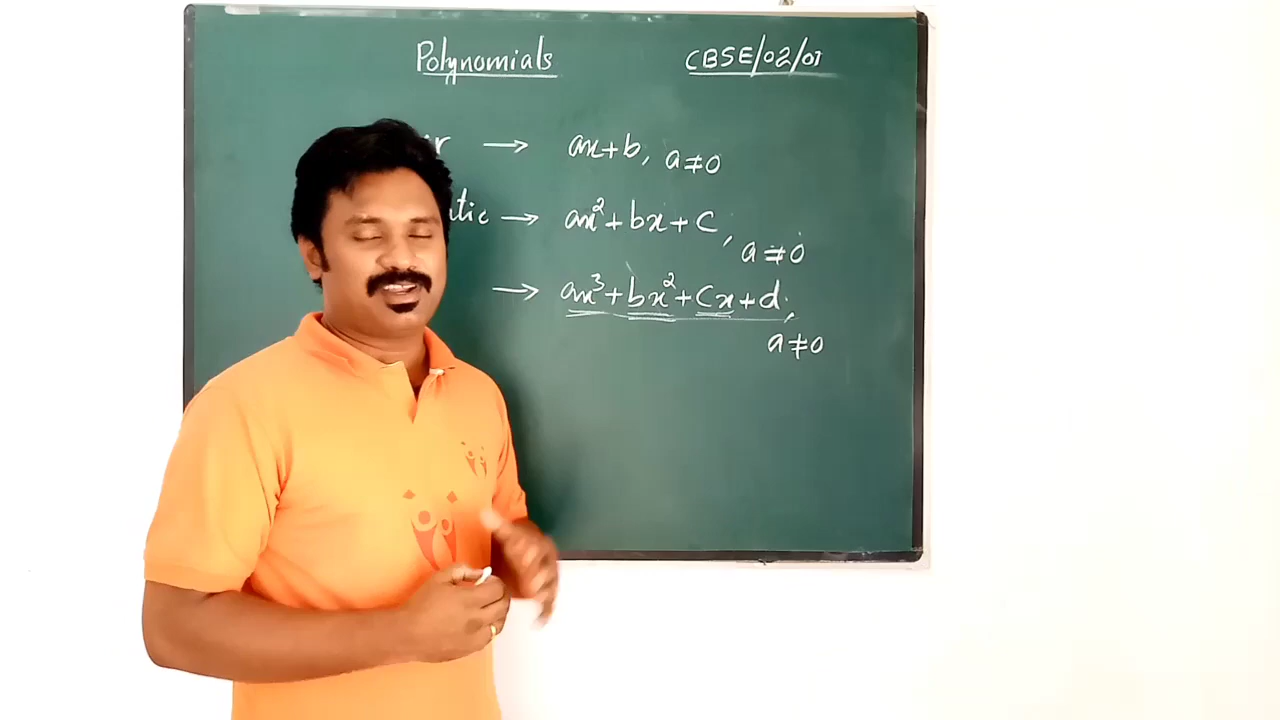 Polynomials CBSE/02/01
→ ax+b, a≠0
→ ax²+bx+c, a≠0
→ ax³+bx²+cx+d, a≠0